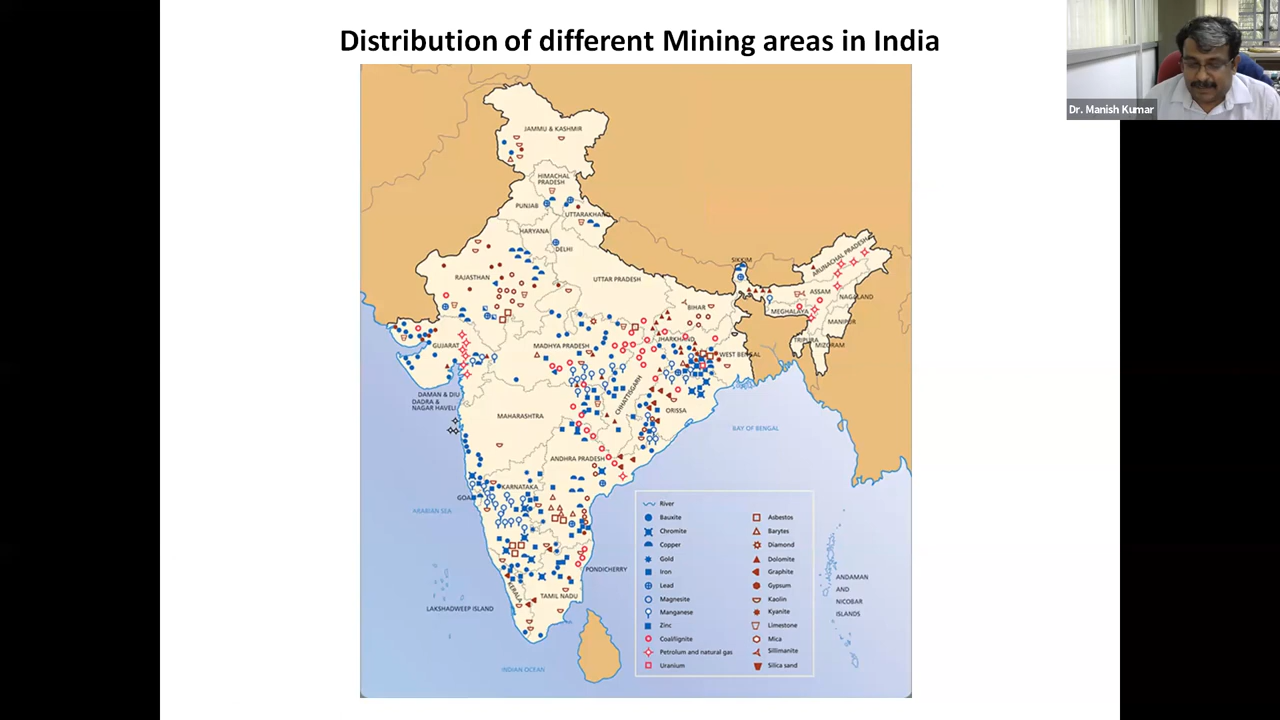 Distribution of different Mining areas in India
Dr. Manish Kumar
JAMMU & KASHMIR
HIMACHAL
PRADESH
PUNJAB
UTTARAKHAND
HARYANA
DELHI
RAJASTHAN
UTTAR PRADESH
SIKKIM
ARUNACHAL PRADESH
ASSAM
NAGALAND
BIHAR
MEGHALAYA
MANIPUR
TRIPURA
MIZORAM
GUJARAT
MADHYA PRADESH
JHARKHAND
WEST BENGAL
DAMAN & DIU
DADRA &
NAGAR HAVELI
CHHATTISGARH
MAHARASHTRA
ORISSA
BAY OF BENGAL
ANDHRA PRADESH
KARNATAKA
GOA
ARABIAN SEA
PONDICHERRY
KERALA
TAMIL NADU
LAKSHADWEEP ISLAND
INDIAN OCEAN
ANDAMAN
AND
NICOBAR
ISLANDS
River
Bauxite
Chromite
Copper
Gold
Iron
Lead
Magnesite
Manganese
Zinc
Coal/lignite
Petrolum and natural gas
Uranium
Asbestos
Barytes
Diamond
Dolomite
Graphite
Gypsum
Kaolin
Kyanite
Limestone
Mica
Sillimanite
Silica sand